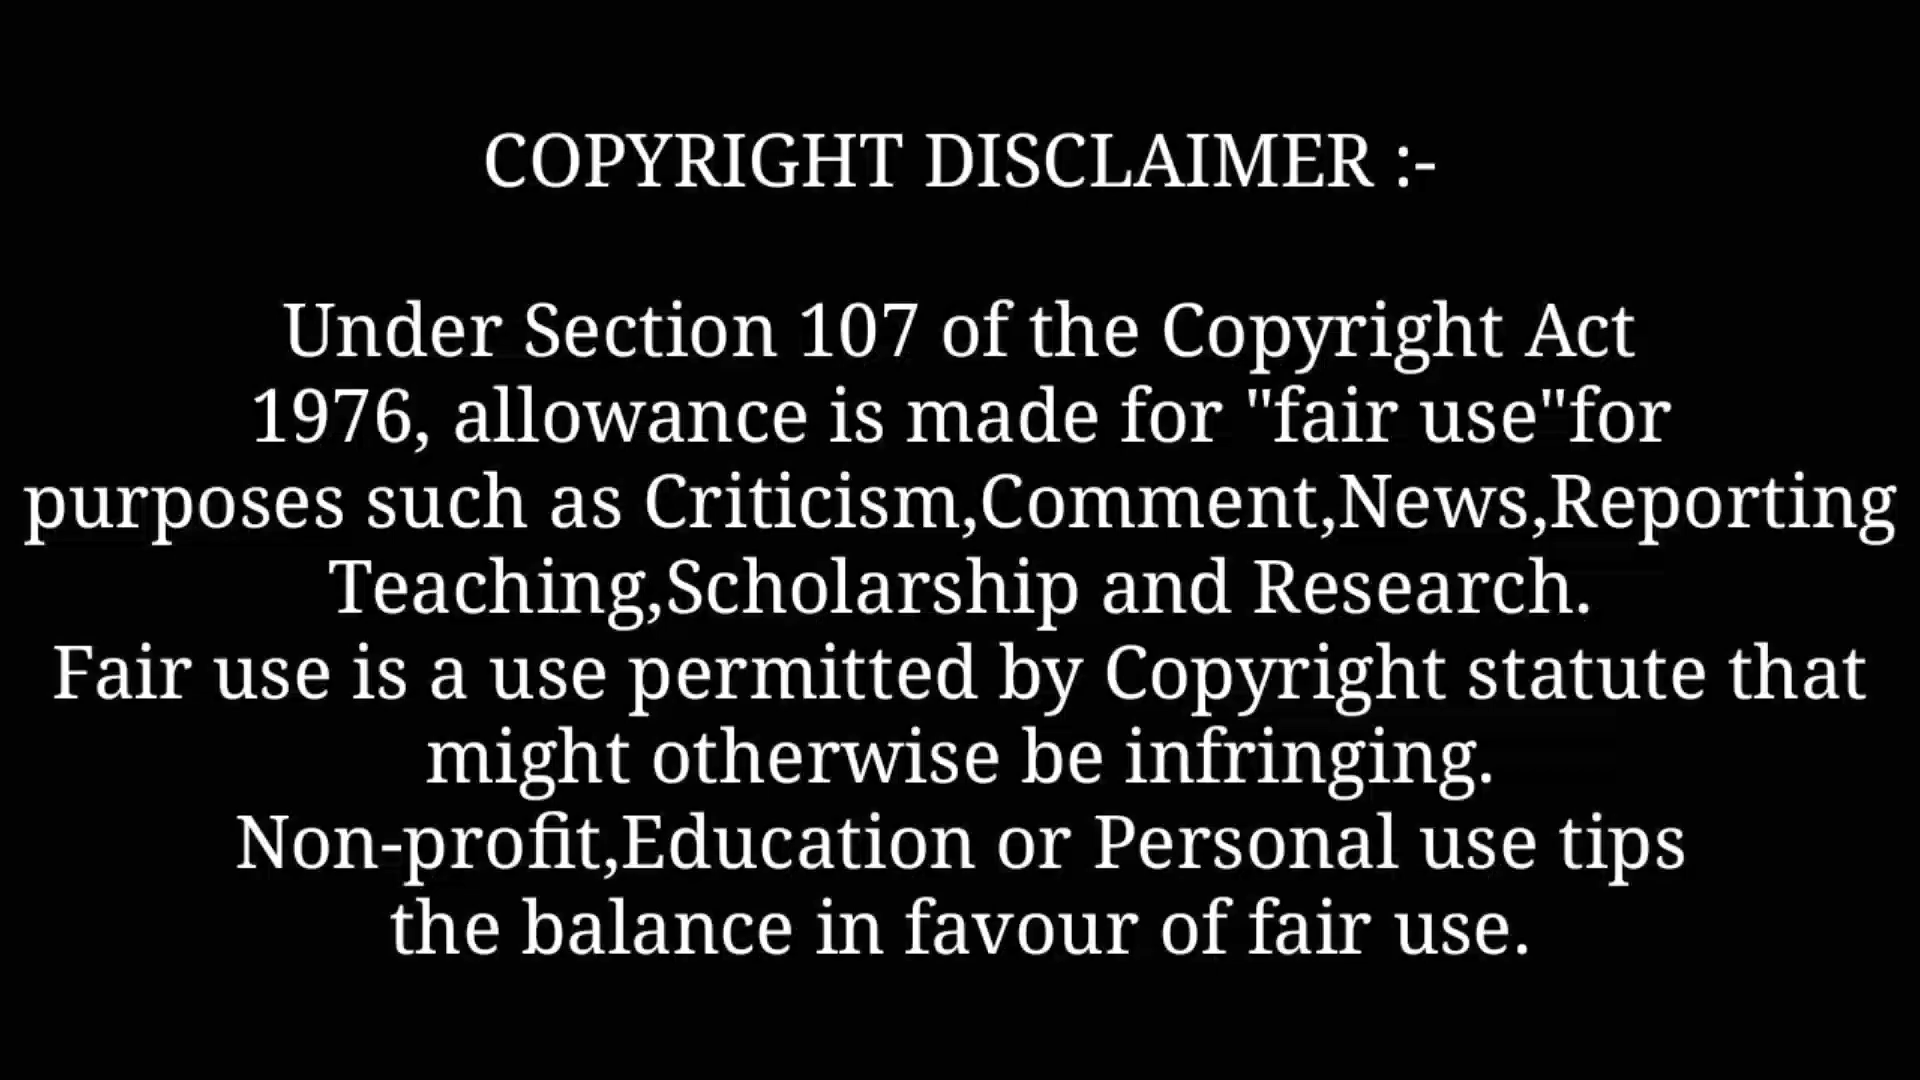 COPYRIGHT DISCLAIMER :-
Under Section 107 of the Copyright Act
1976, allowance is made for "fair use"for
purposes such as Criticism,Comment,News,Reporting
Teaching,Scholarship and Research.
Fair use is a use permitted by Copyright statute that
might otherwise be infringing.
Non-profit,Education or Personal use tips
the balance in favour of fair use.